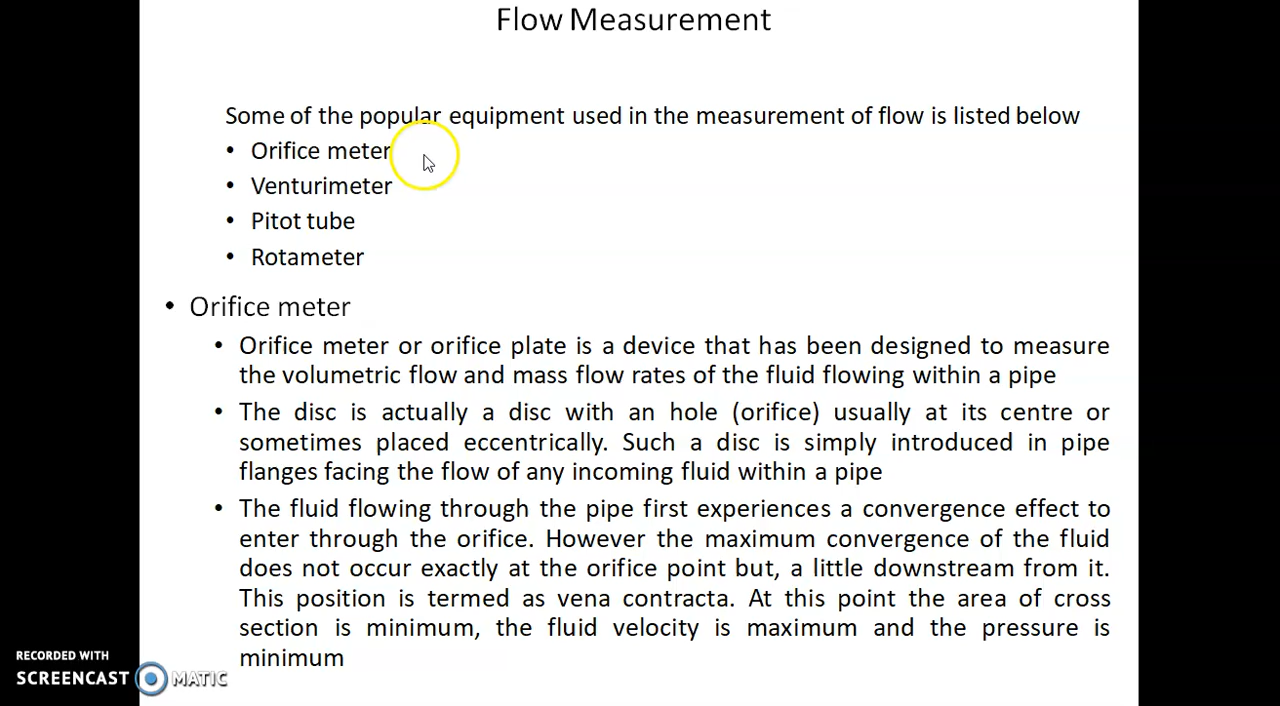 Flow Measurement
Some of the popular equipment used in the measurement of flow is listed below
• Orifice meter
• Venturimeter
• Pitot tube
• Rotameter
• Orifice meter
• Orifice meter or orifice plate is a device that has been designed to measure
the volumetric flow and mass flow rates of the fluid flowing within a pipe
• The disc is actually a disc with an hole (orifice) usually at its centre or
sometimes placed eccentrically. Such a disc is simply introduced in pipe
flanges facing the flow of any incoming fluid within a pipe
• The fluid flowing through the pipe first experiences a convergence effect to
enter through the orifice. However the maximum convergence of the fluid
does not occur exactly at the orifice point but, a little downstream from it.
This position is termed as vena contracta. At this point the area of cross
section is minimum, the fluid velocity is maximum and the pressure is
minimum
RECORDED WITH
SCREENCAST MATIC